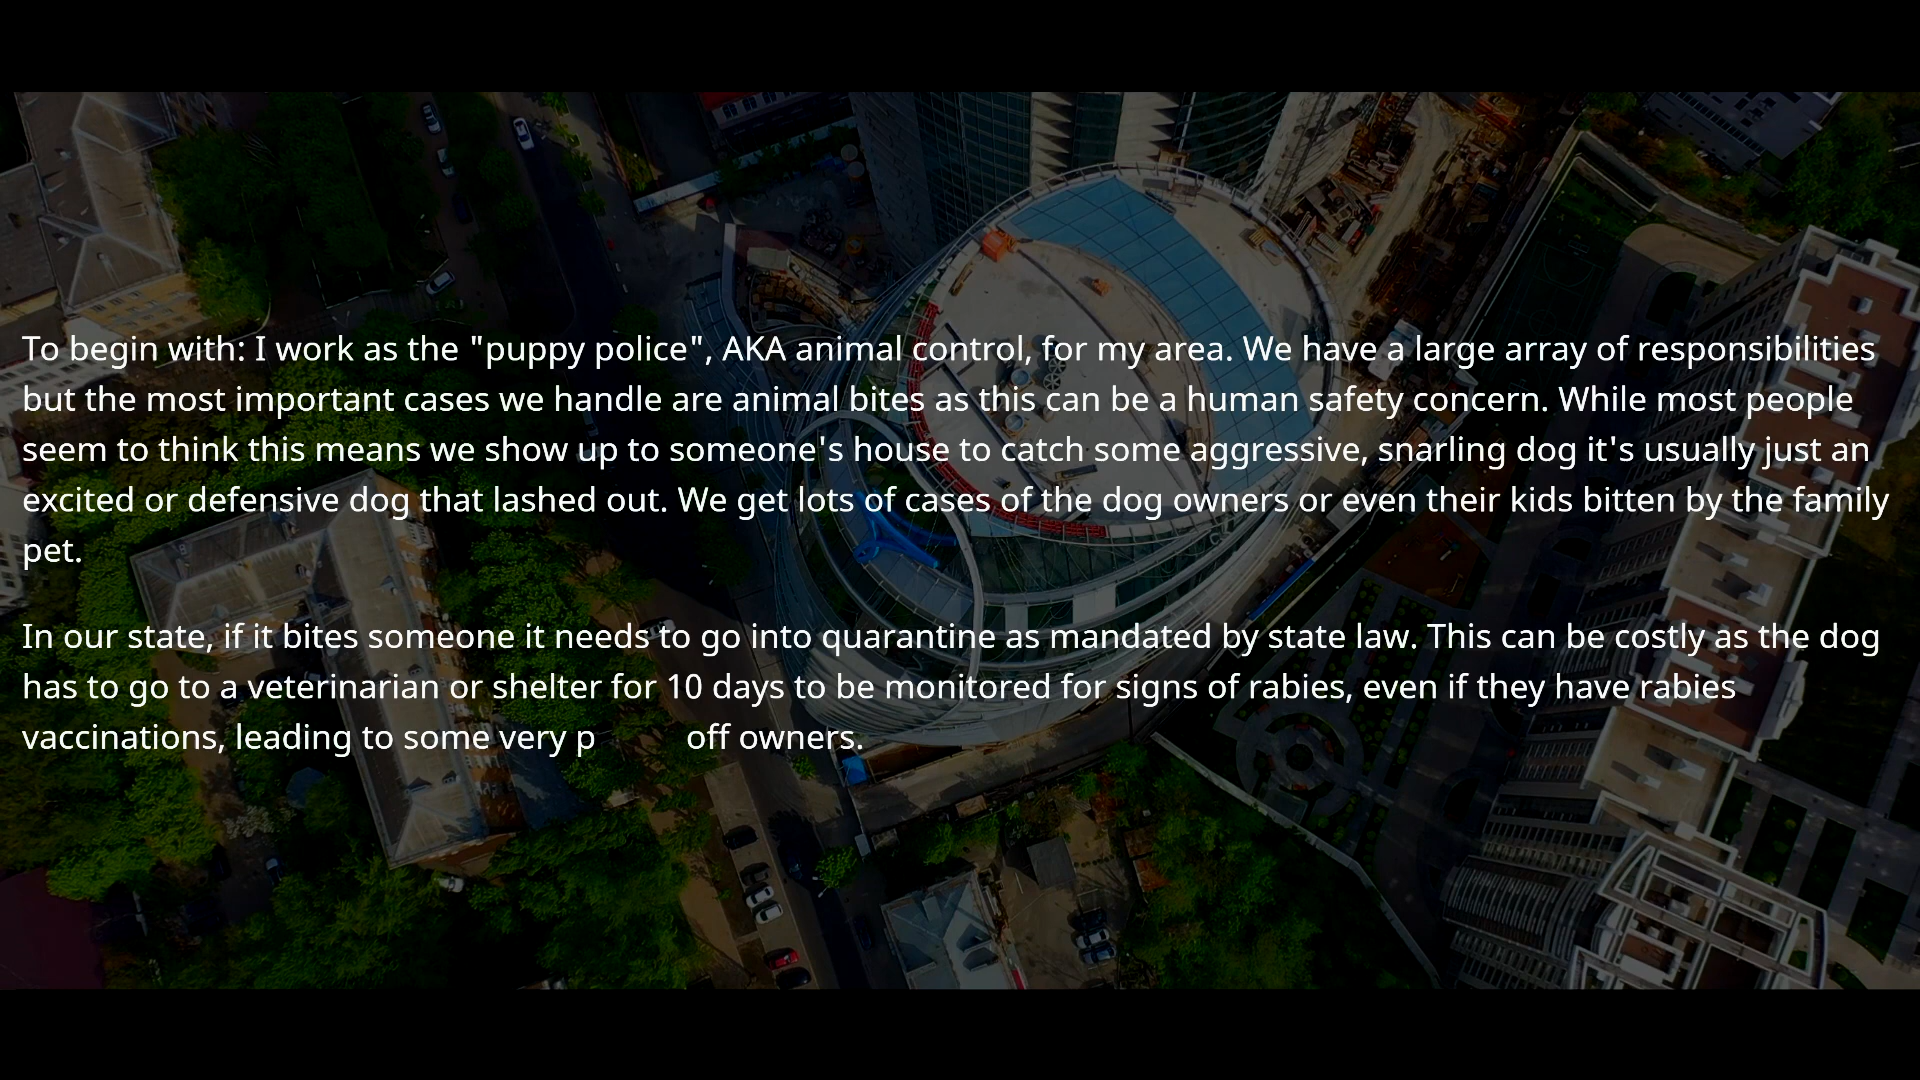 To begin with: I work as the "puppy police", AKA animal control, for my area. We have a large array of responsibilities
but the most important cases we handle are animal bites as this can be a human safety concern. While most people
seem to think this means we show up to someone's house to catch some aggressive, snarling dog it's usually just an
excited or defensive dog that lashed out. We get lots of cases of the dog owners or even their kids bitten by the family
pet.
In our state, if it bites someone it needs to go into quarantine as mandated by state law. This can be costly as the dog
has to go to a veterinarian or shelter for 10 days to be monitored for signs of rabies, even if they have rabies
vaccinations, leading to some very p off owners.